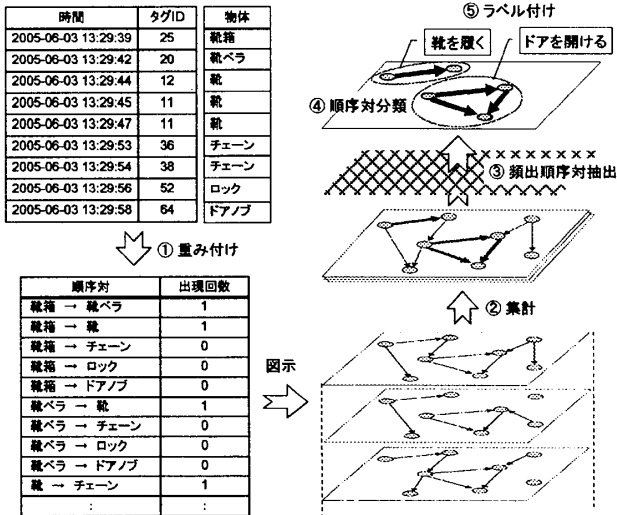 時間 タグID 物体
2005-06-03 13:29:39 25 靴箱
2005-06-03 13:29:42 20 靴ベラ
2005-06-03 13:29:44 12 靴
2005-06-03 13:29:45 11 靴
2005-06-03 13:29:47 11 靴
2005-06-03 13:29:53 36 チェーン
2005-06-03 13:29:54 38 チェーン
2005-06-03 13:29:56 52 ロック
2005-06-03 13:29:58 64 ドアノブ
① 重み付け
順序対 出現回数
靴箱 → 靴ベラ 1
靴箱 → 靴 1
靴箱 → チェーン 0
靴箱 → ロック 0
靴箱 → ドアノブ 0
靴ベラ → 靴 1
靴ベラ → チェーン 0
靴ベラ → ロック 0
靴ベラ → ドアノブ 0
靴 → チェーン 1
: :
図示
② 集計
③ 頻出順序対抽出
④ 順序対分類
靴を履く
ドアを開ける
⑤ ラベル付け